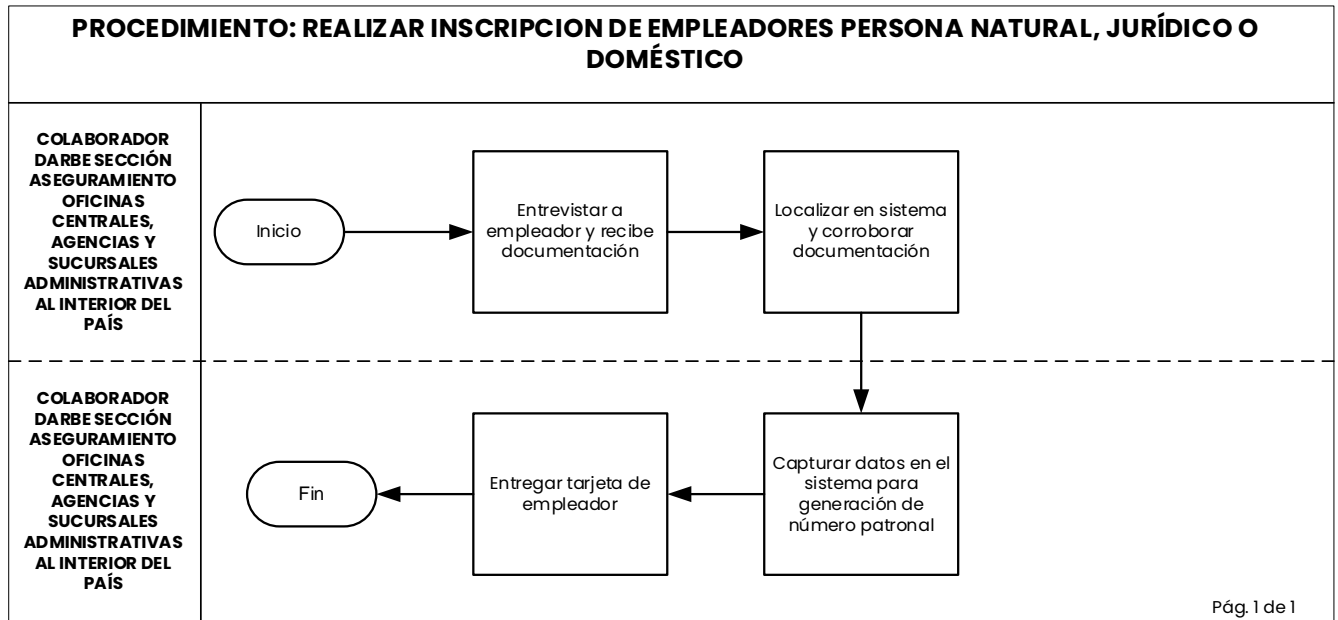 PROCEDIMIENTO: REALIZAR INSCRIPCION DE EMPLEADORES PERSONA NATURAL, JURÍDICO O
DOMÉSTICO
COLABORADOR
DARBE SECCIÓN
ASEGURAMIENTO
OFICINAS
CENTRALES,
AGENCIAS Y
SUCURSALES
ADMINISTRATIVAS
AL INTERIOR DEL
PAÍS
Inicio
Entrevistar a
empleador y recibe
documentación
Localizar en sistema
y corroborar
documentación
COLABORADOR
DARBE SECCIÓN
ASEGURAMIENTO
OFICINAS
CENTRALES,
AGENCIAS Y
SUCURSALES
ADMINISTRATIVAS
AL INTERIOR DEL
PAÍS
Fin
Entregar tarjeta de
empleador
Capturar datos en el
sistema para
generación de
número patronal
Pág. 1 de 1